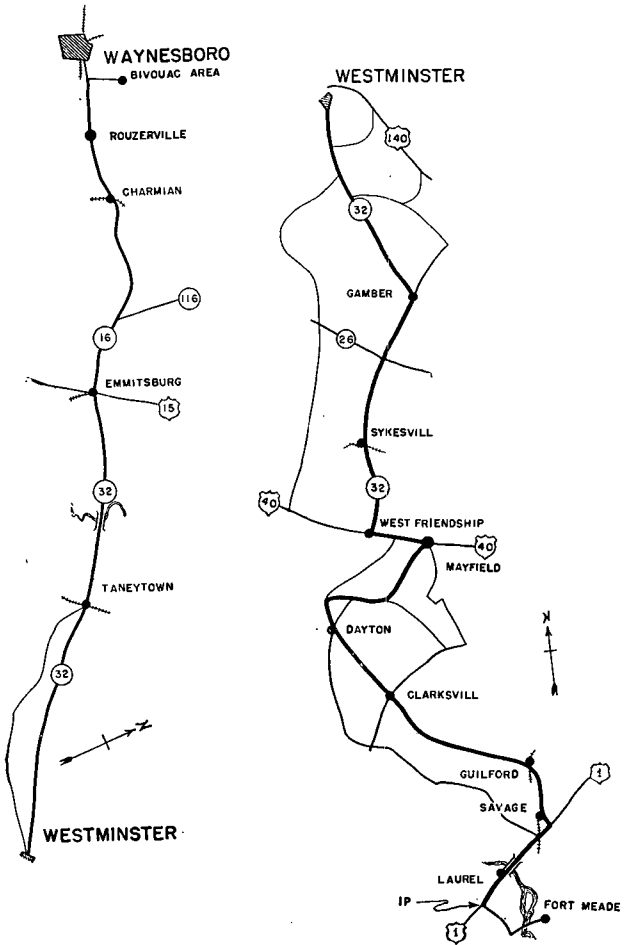 WAYNESBORO
BIVOUAC AREA
ROUZERVILLE
CHARMIAN
116
16
EMMITSBURG
15
32
TANEYTOWN
32
N
WESTMINSTER
WESTMINSTER
140
32
GAMBER
26
SYKESVILL
32
40
WEST FRIENDSHIP
40
MAYFIELD
DAYTON
N
CLARKSVILL
GUILFORD
1
SAVAGE
LAUREL
IP
FORT MEADE
1